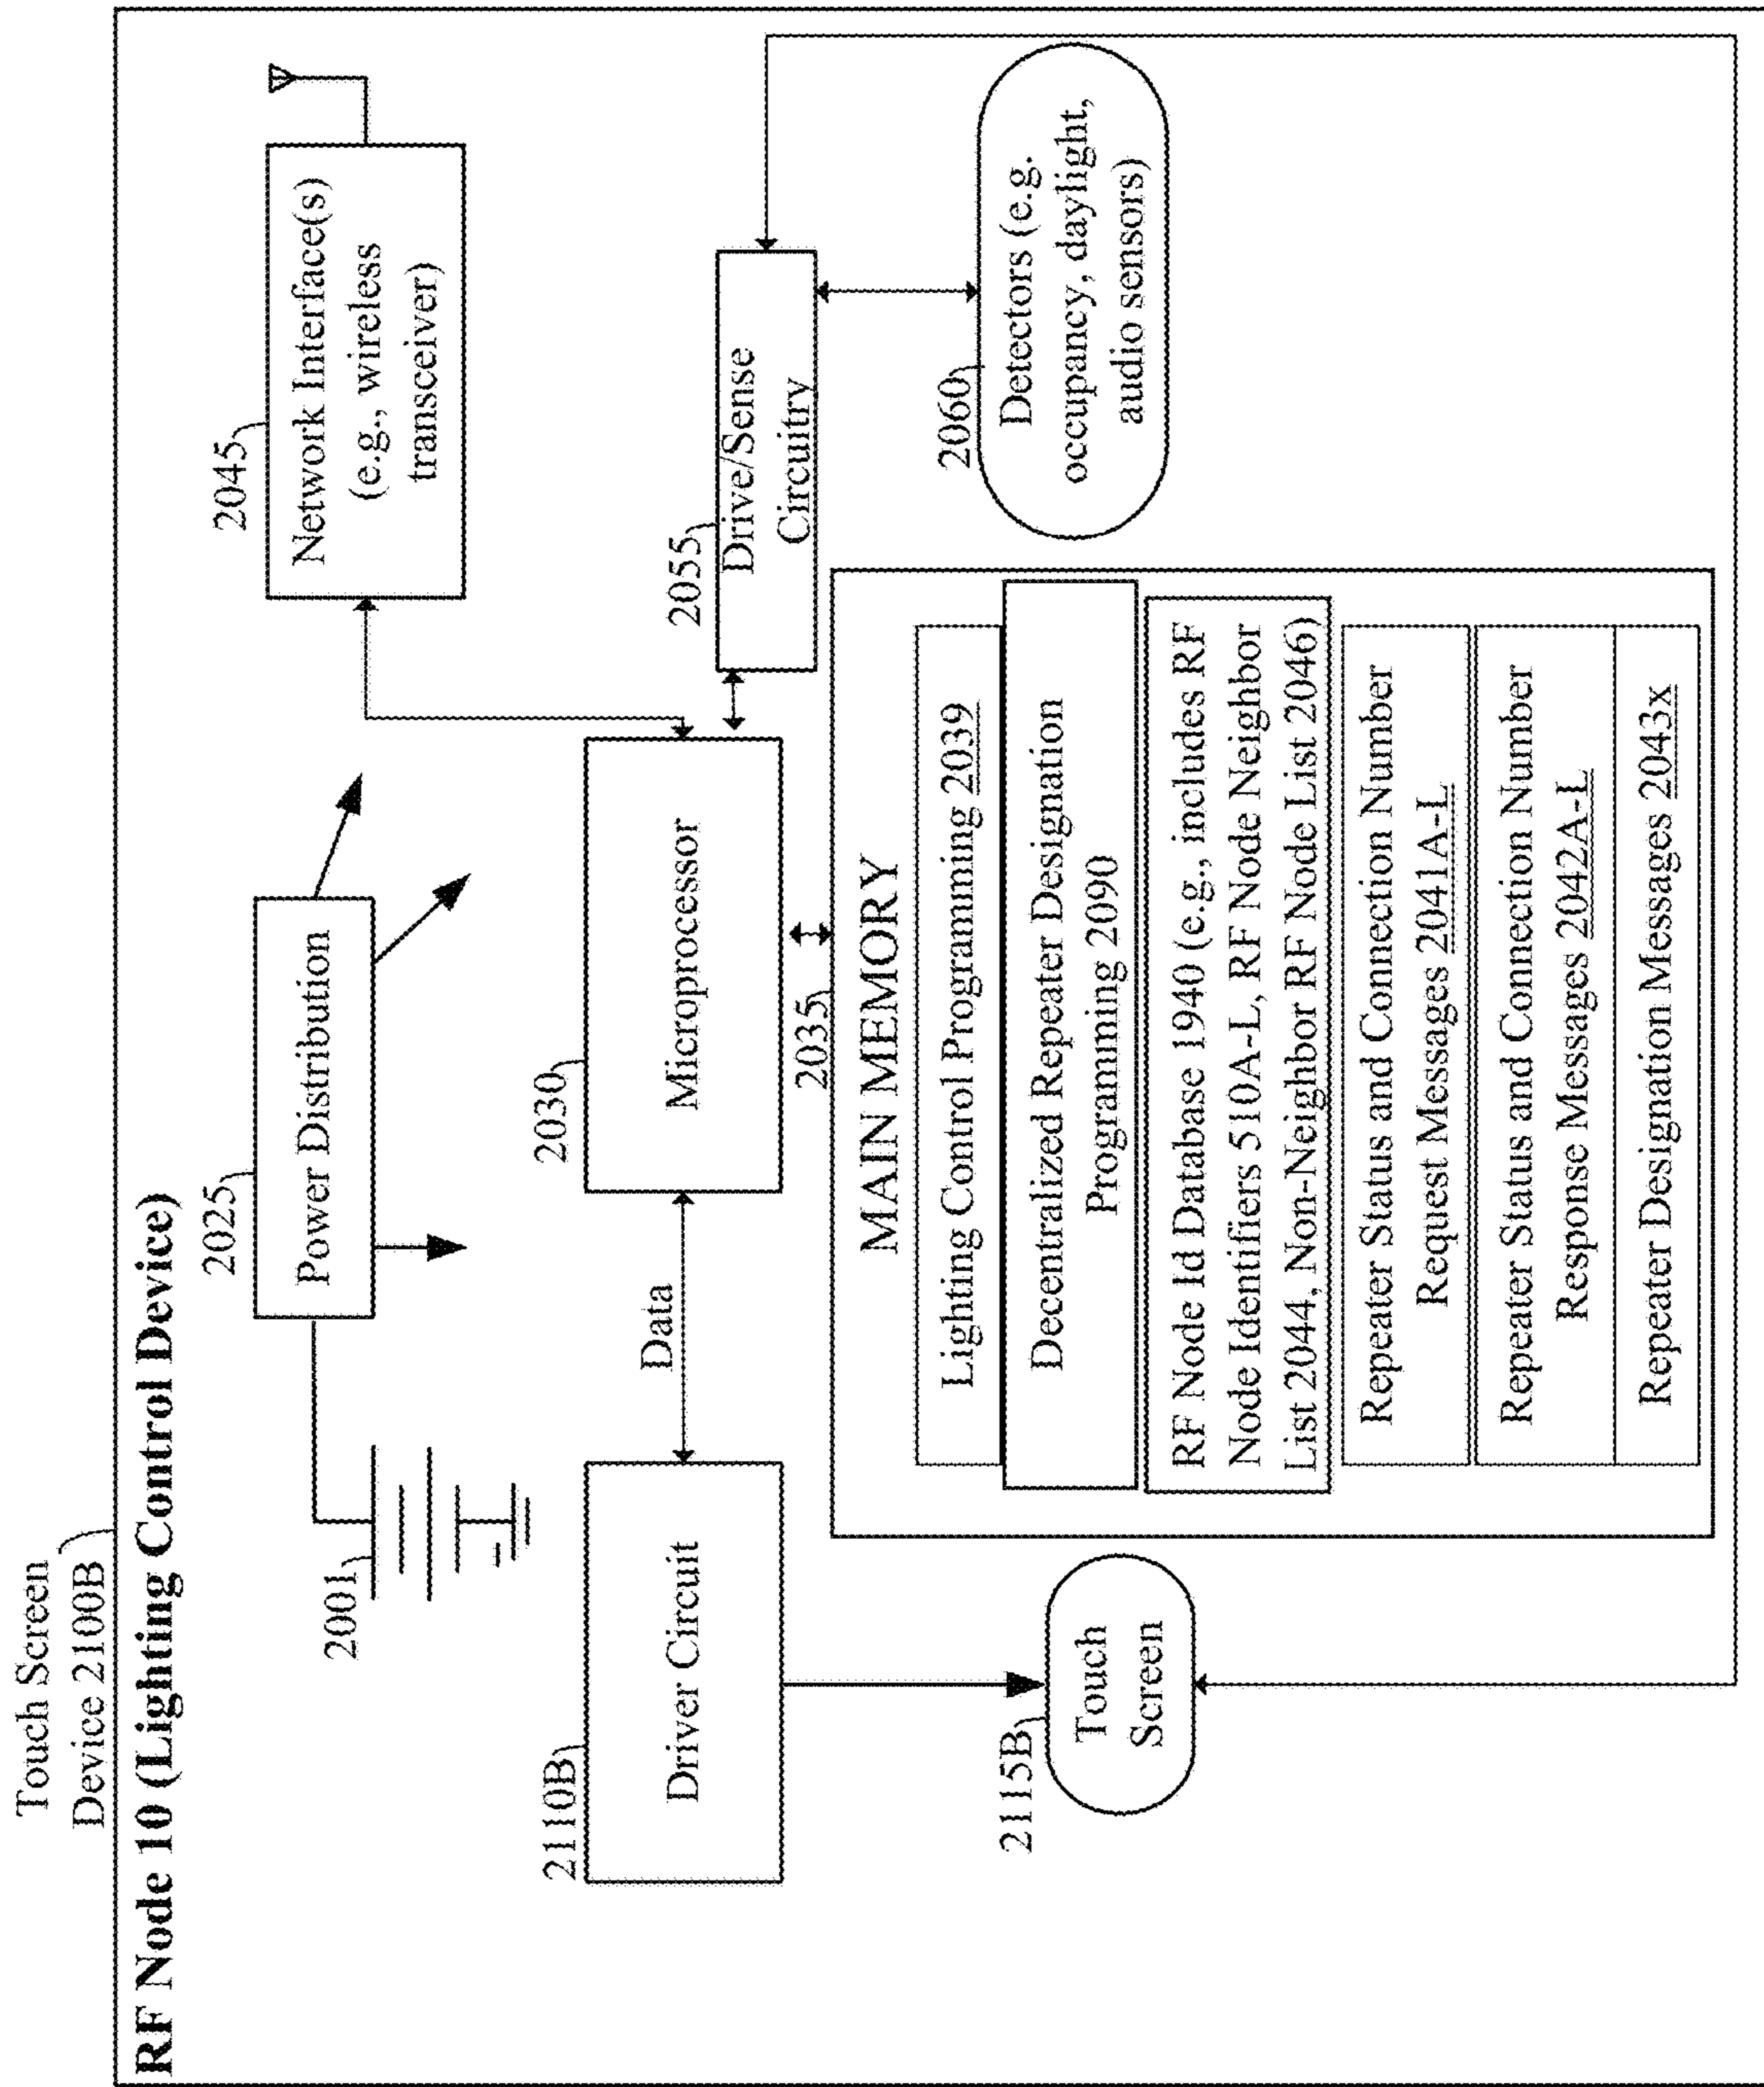 Touch Screen
Device 2100B
RF Node 10 (Lighting Control Device)
2001
2025
Power Distribution
2045
Network Interface(s)
(e.g., wireless
transceiver)
2110B
Driver Circuit
Data
2030
Microprocessor
2055
Drive/Sense
Circuitry
2115B
Touch
Screen
2035
MAIN MEMORY
Lighting Control Programming 2039
Decentralized Repeater Designation
Programming 2090
RF Node Id Database 1940 (e.g., includes RF
Node Identifiers 510A-L, RF Node Neighbor
List 2044, Non-Neighbor RF Node List 2046)
Repeater Status and Connection Number
Request Messages 2041A-L
Repeater Status and Connection Number
Response Messages 2042A-L
Repeater Designation Messages 2043x
2060
Detectors (e.g.
occupancy, daylight,
audio sensors)